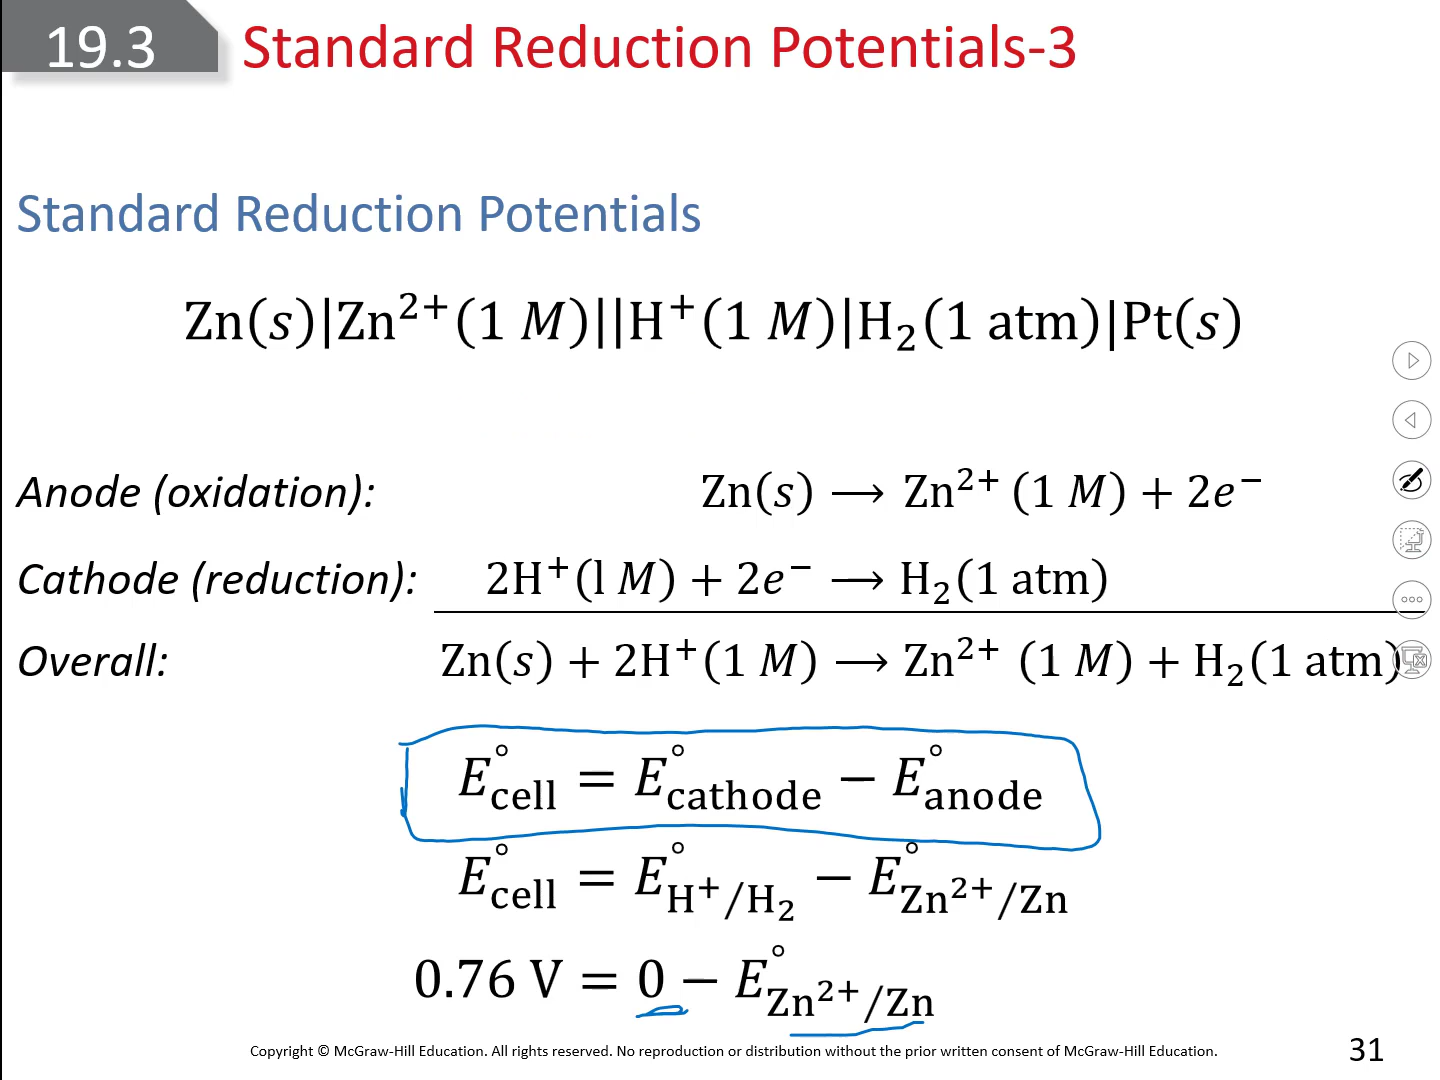 19.3 Standard Reduction Potentials-3
Standard Reduction Potentials
Zn(s)|Zn²⁺(1 M)||H⁺(1 M)|H₂(1 atm)|Pt(s)
Anode (oxidation): Zn(s) ⟶ Zn²⁺ (1 M) + 2e⁻
Cathode (reduction): 2H⁺(l M) + 2e⁻ ⟶ H₂(1 atm)
Overall: Zn(s) + 2H⁺(1 M) ⟶ Zn²⁺ (1 M) + H₂(1 atm)
E°cell = E°cathode − E°anode
E°cell = E°H⁺/H₂ − E°Zn²⁺/Zn
0.76 V = 0 − E°Zn²⁺/Zn
Copyright © McGraw-Hill Education. All rights reserved. No reproduction or distribution without the prior written consent of McGraw-Hill Education.
31